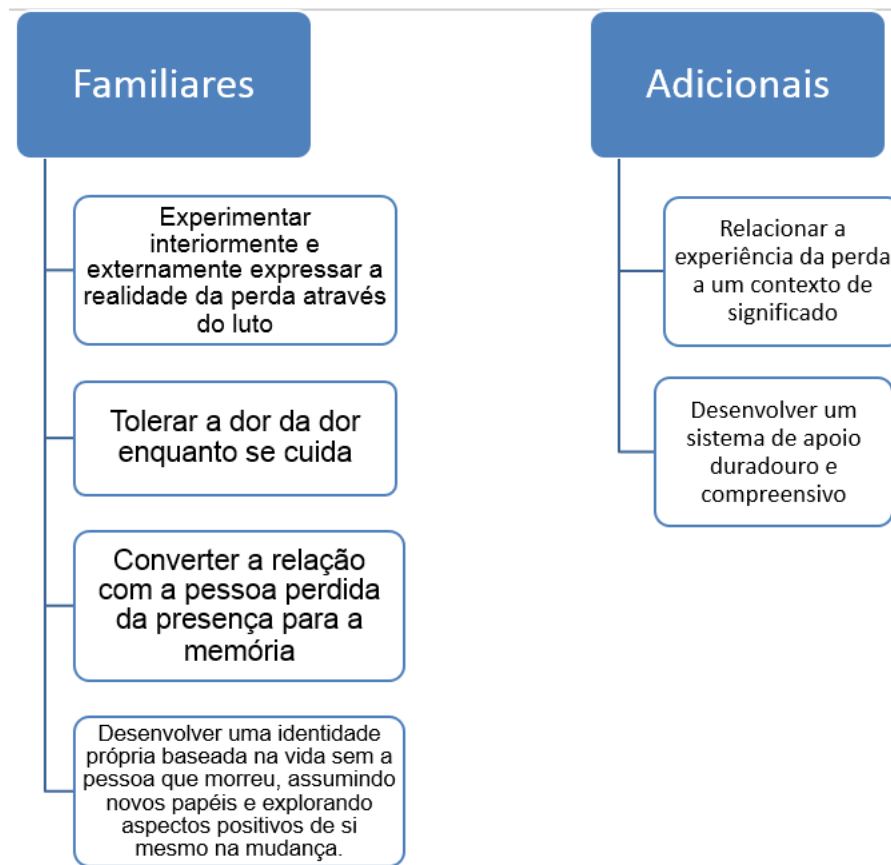 Familiares
Experimentar
interiormente e
externamente expressar a
realidade da perda através
do luto
Tolerar a dor da dor
enquanto se cuida
Converter a relação
com a pessoa perdida
da presença para a
memória
Desenvolver uma identidade
própria baseada na vida sem a
pessoa que morreu, assumindo
novos papéis e explorando
aspectos positivos de si
mesmo na mudança.
Adicionais
Relacionar a
experiência da perda
a um contexto de
significado
Desenvolver um
sistema de apoio
duradouro e
compreensivo